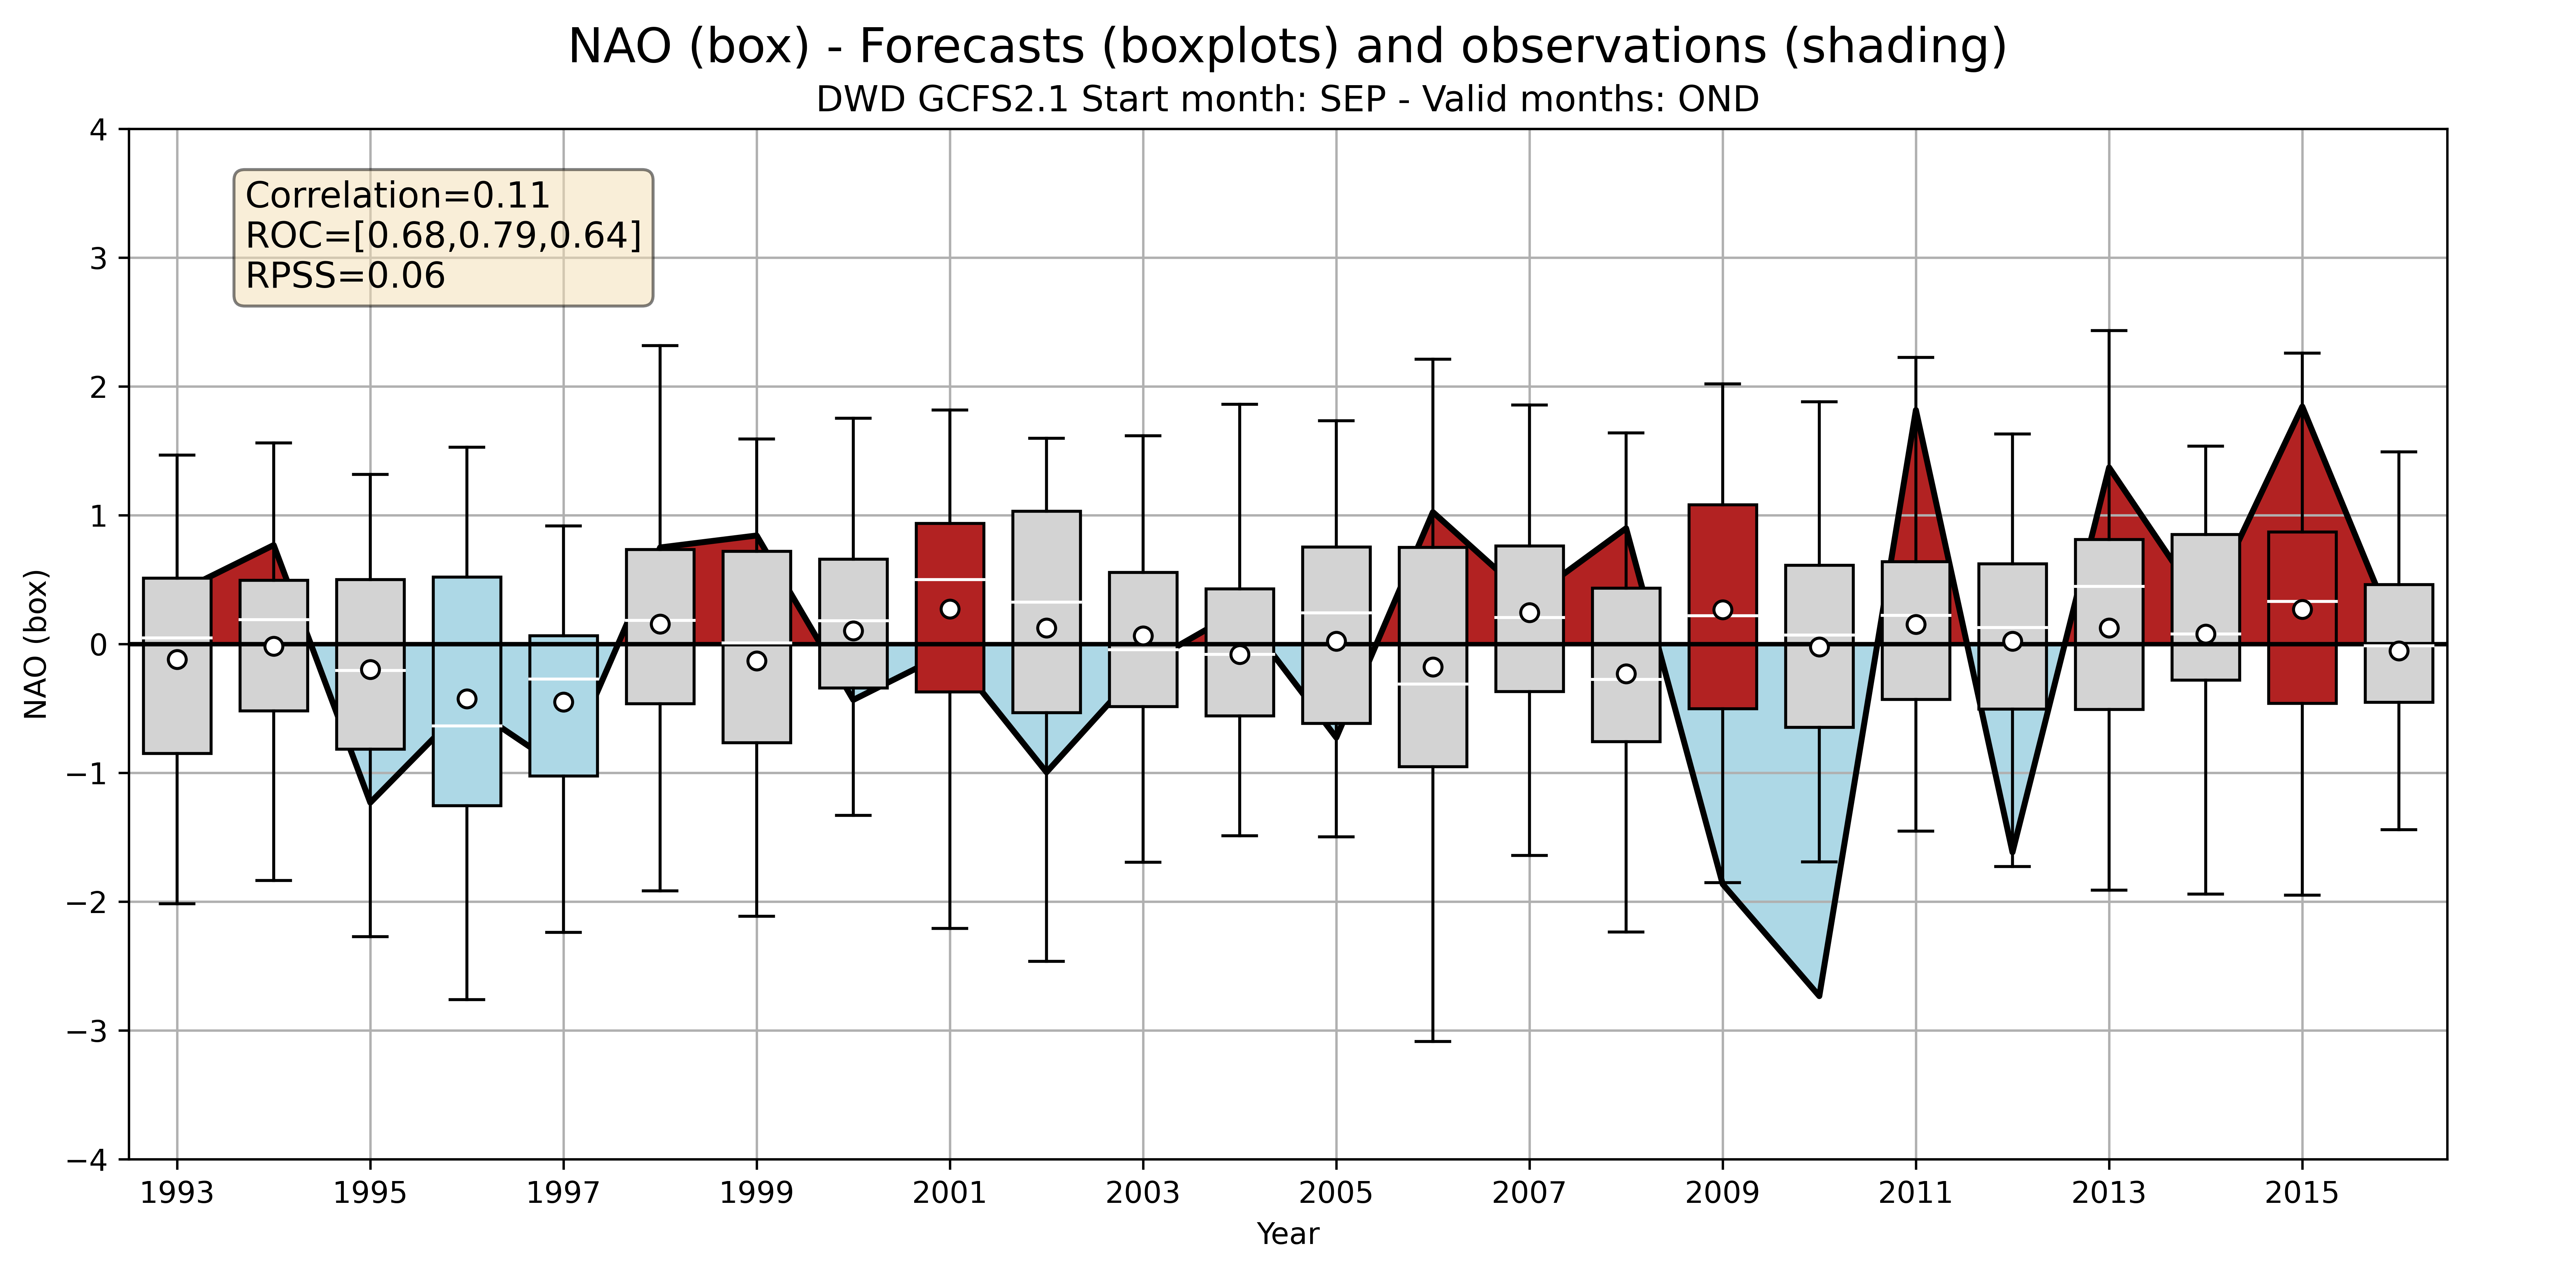 NAO (box) - Forecasts (boxplots) and observations (shading)
DWD GCFS2.1 Start month: SEP - Valid months: OND
Correlation=0.11
ROC=[0.68,0.79,0.64]
RPSS=0.06
NAO (box)
4
3
2
1
0
−1
−2
−3
−4
1993 1995 1997 1999 2001 2003 2005 2007 2009 2011 2013 2015
Year